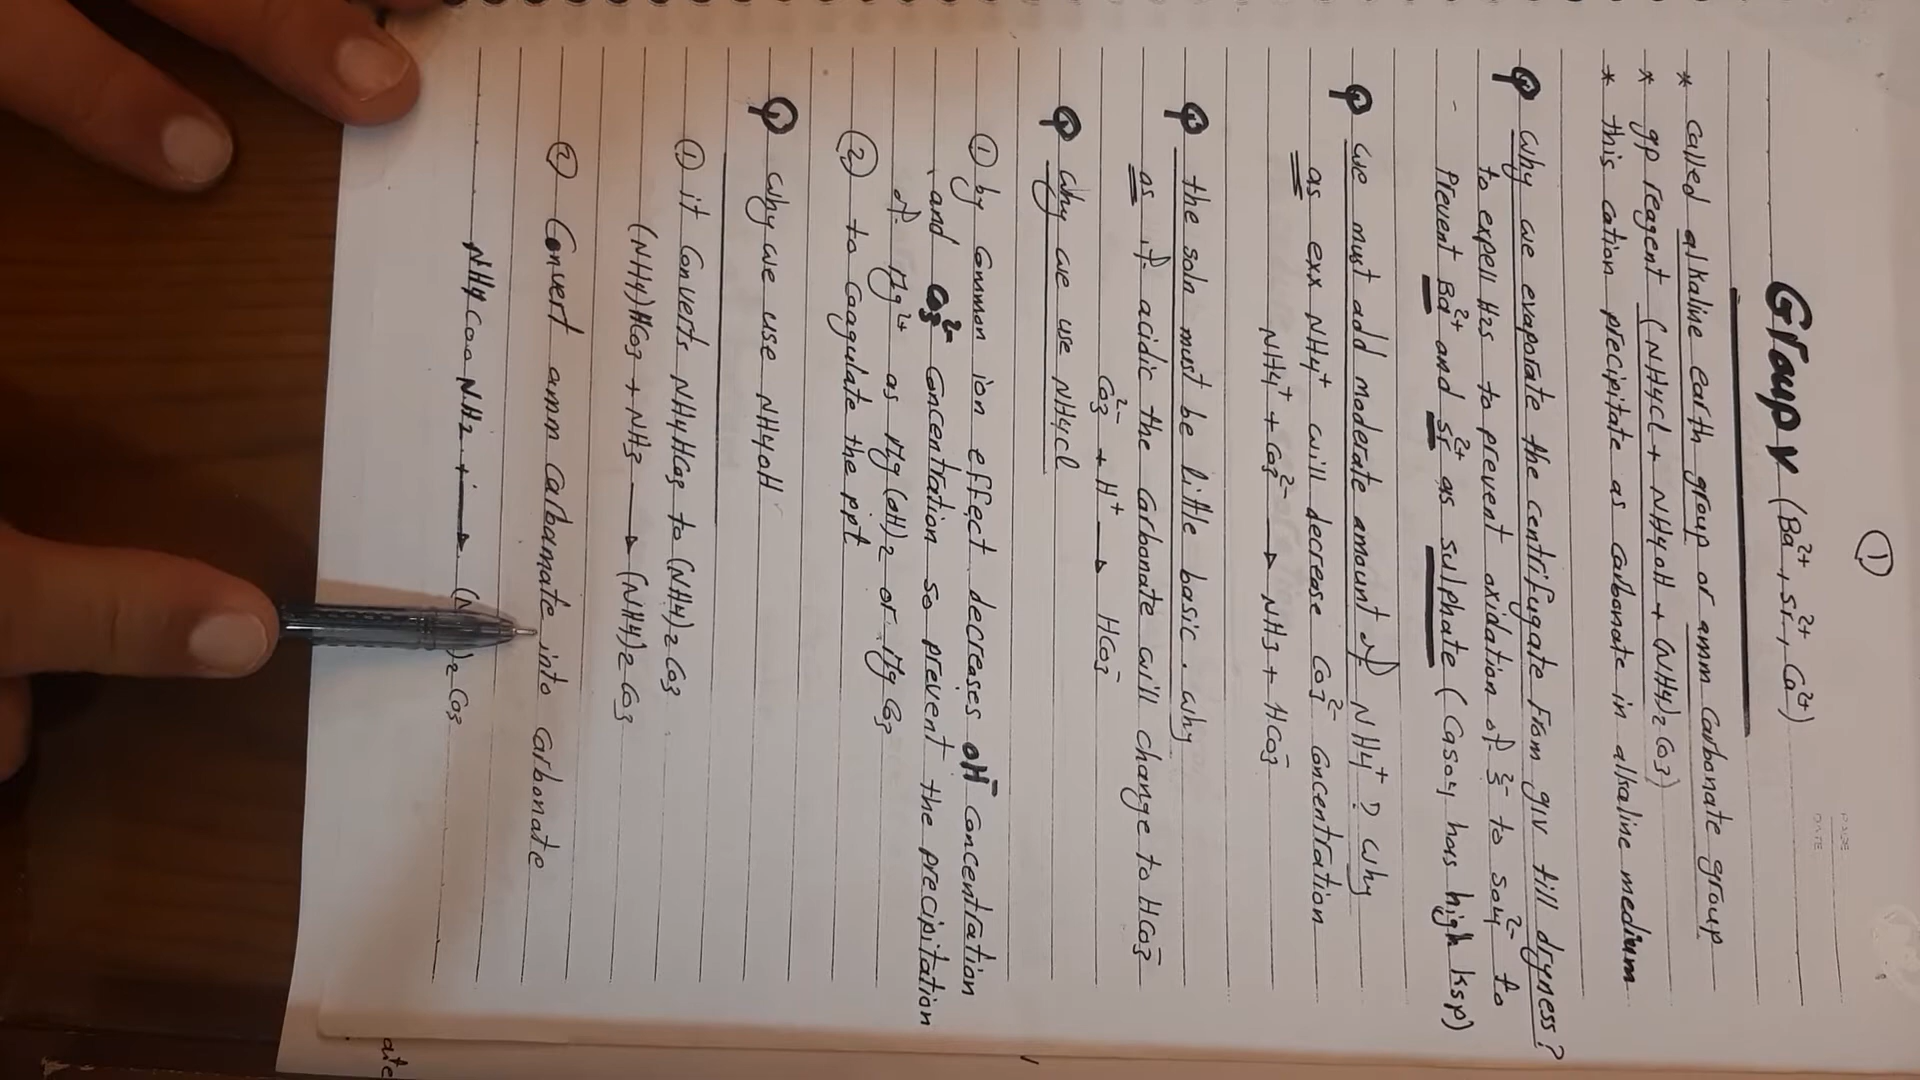 ①
PAGE
DATE
Group V (Ba²⁺, Sr²⁺, Ca²⁺)
* called alkaline earth group or amm carbonate group
* gp reagent (NH4Cl + NH4OH + (NH4)2 CO3)
* this cation precipitate as carbonate in alkaline medium
Q Why we evaporate the centrifugate from gIV till dryness?
to expell H2S to prevent oxidation of S²⁻ to SO4²⁻ to
- Prevent Ba²⁺ and Sr²⁺ as sulphate (CaSO4 has high ksp)
Q we must add moderate amount of NH4⁺? Why
as exx NH4⁺ will decrease CO3²⁻ concentration
NH4⁺ + CO3²⁻ → NH3 + HCO3⁻
Q the soln must be little basic. why
as if acidic the carbonate will change to HCO3⁻
CO3²⁻ + H⁺ → HCO3⁻
Q Why we use NH4Cl
① by common ion effect decreases OH⁻ concentration
and CO3²⁻ concentration so prevent the precipitation
of Mg²⁺ as Mg(OH)2 or MgCO3
② to coagulate the ppt
Q Why we use NH4OH
① it converts NH4HCO3 to (NH4)2 CO3
(NH4)HCO3 + NH3 → (NH4)2 CO3
② Convert amm carbamate into carbonate
NH4COONH2 + → (N )2 CO3
ate